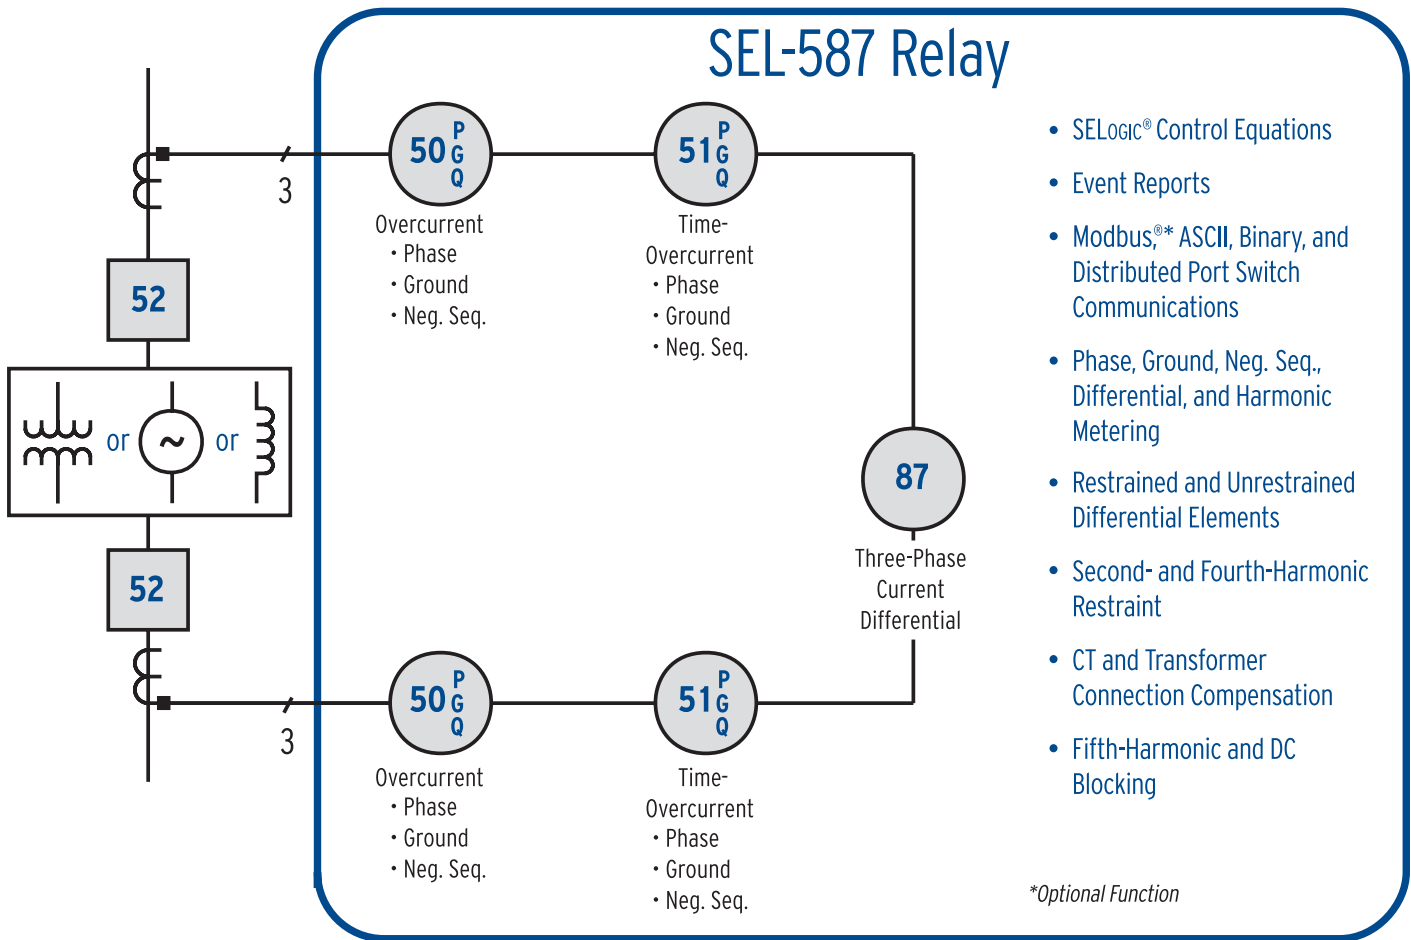 SEL-587 Relay
3
50 P G Q
Overcurrent
• Phase
• Ground
• Neg. Seq.
51 P G Q
Time-
Overcurrent
• Phase
• Ground
• Neg. Seq.
52
or
or
52
87
Three-Phase
Current
Differential
3
50 P G Q
Overcurrent
• Phase
• Ground
• Neg. Seq.
51 P G Q
Time-
Overcurrent
• Phase
• Ground
• Neg. Seq.
• SELOGIC® Control Equations
• Event Reports
• Modbus,®* ASCII, Binary, and
Distributed Port Switch
Communications
• Phase, Ground, Neg. Seq.,
Differential, and Harmonic
Metering
• Restrained and Unrestrained
Differential Elements
• Second- and Fourth-Harmonic
Restraint
• CT and Transformer
Connection Compensation
• Fifth-Harmonic and DC
Blocking
*Optional Function